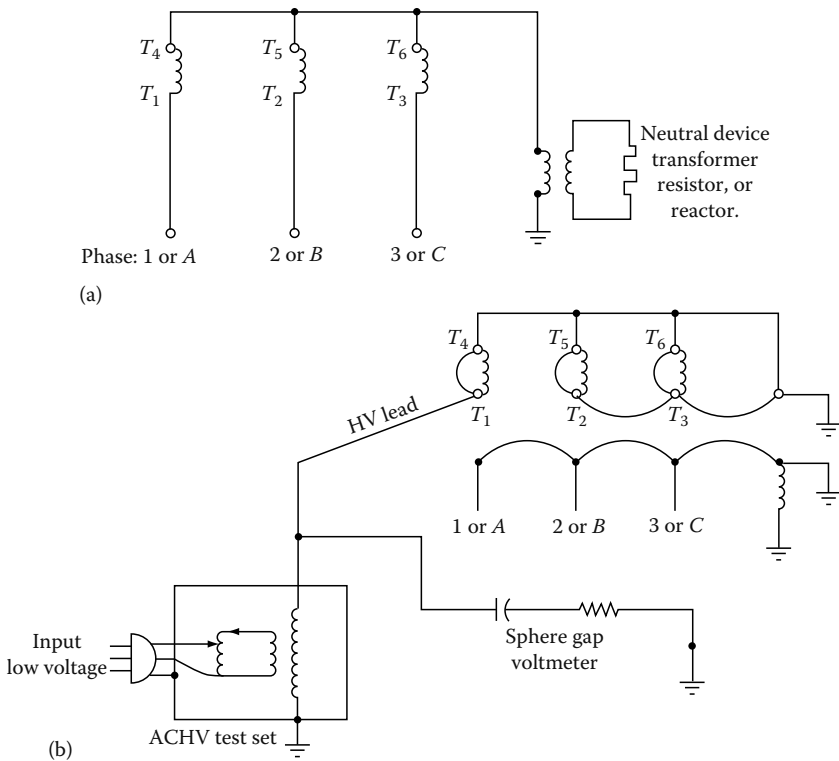 T4 T5 T6
T1 T2 T3
Neutral device
transformer
resistor, or
reactor.
Phase: 1 or A 2 or B 3 or C
(a)
T4 T5 T6
HV lead
T1 T2 T3
1 or A 2 or B 3 or C
Input
low voltage
Sphere gap
voltmeter
ACHV test set
(b)